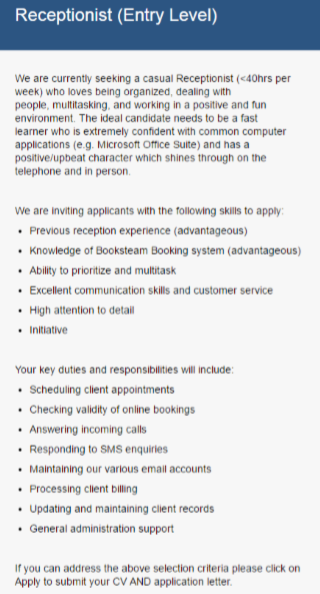 Receptionist (Entry Level)
We are currently seeking a casual Receptionist (<40hrs per
week) who loves being organized, dealing with
people, multitasking, and working in a positive and fun
environment. The ideal candidate needs to be a fast
learner who is extremely confident with common computer
applications (e.g. Microsoft Office Suite) and has a
positive/upbeat character which shines through on the
telephone and in person.
We are inviting applicants with the following skills to apply:
• Previous reception experience (advantageous)
• Knowledge of Booksteam Booking system (advantageous)
• Ability to prioritize and multitask
• Excellent communication skills and customer service
• High attention to detail
• Initiative
Your key duties and responsibilities will include:
• Scheduling client appointments
• Checking validity of online bookings
• Answering incoming calls
• Responding to SMS enquiries
• Maintaining our various email accounts
• Processing client billing
• Updating and maintaining client records
• General administration support
If you can address the above selection criteria please click on
Apply to submit your CV AND application letter.